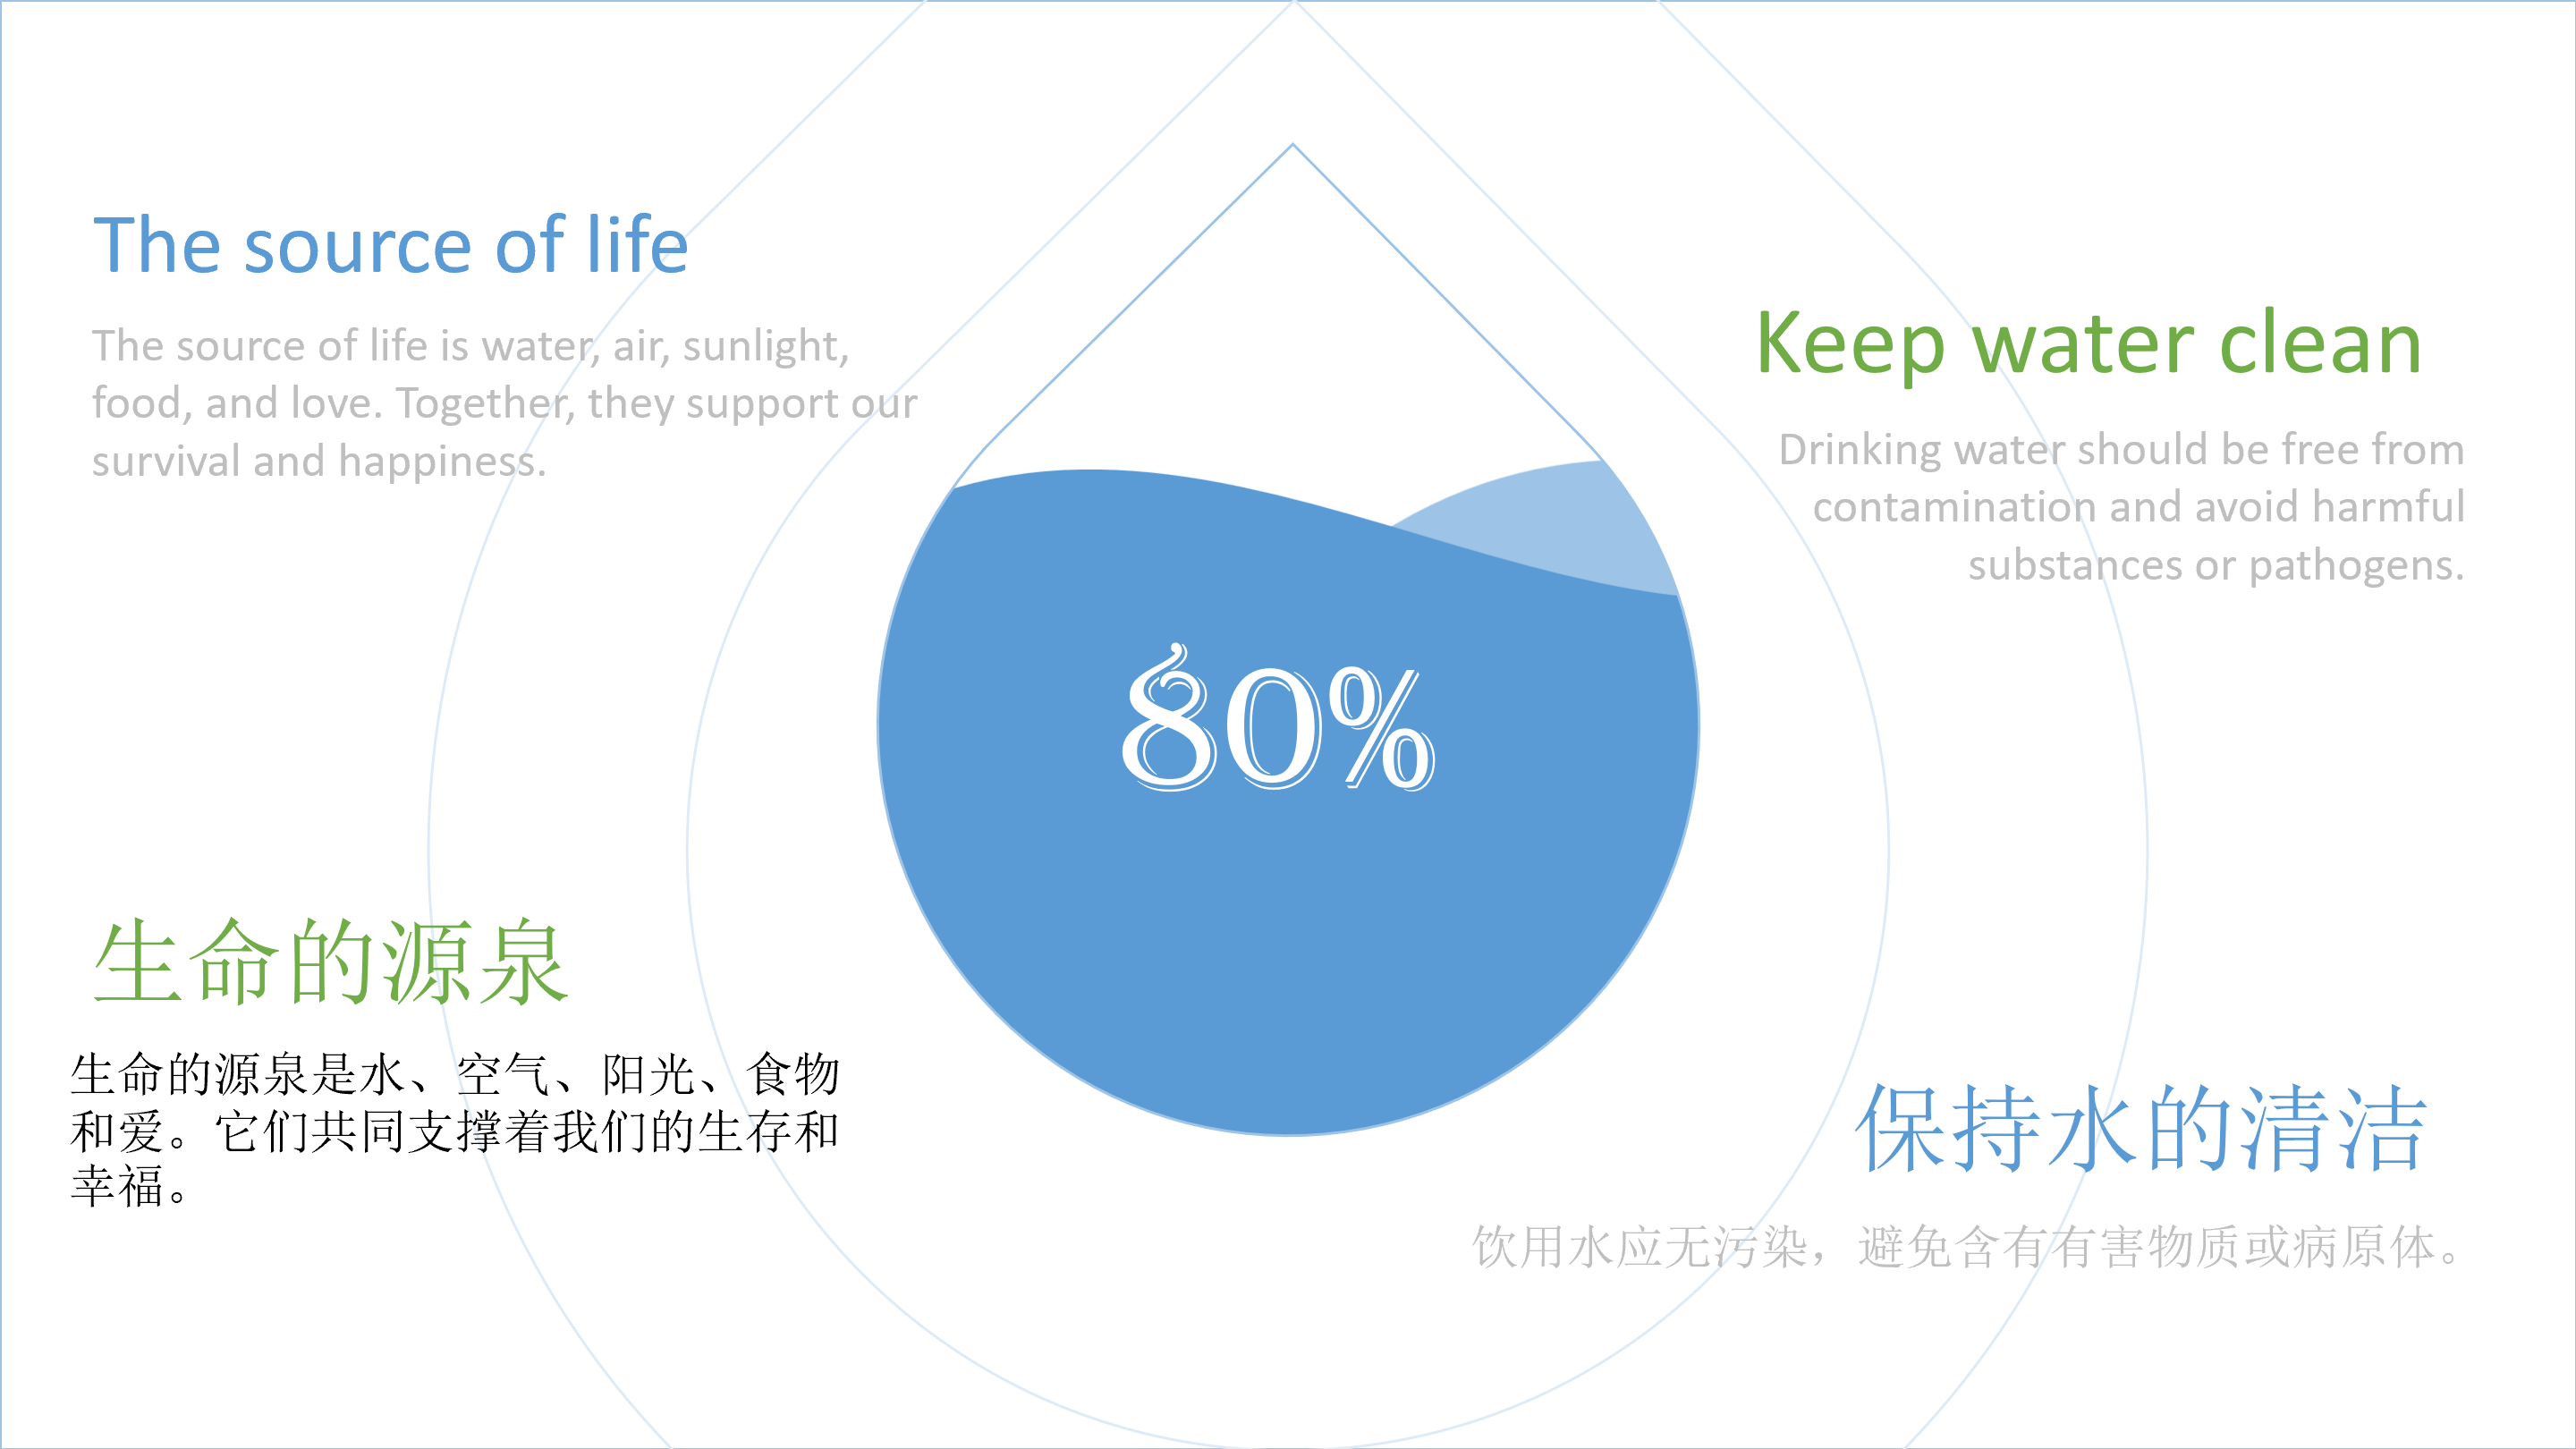 The source of life
The source of life is water, air, sunlight,
food, and love. Together, they support our
survival and happiness.
Keep water clean
Drinking water should be free from
contamination and avoid harmful
substances or pathogens.
80%
生命的源泉
生命的源泉是水、空气、阳光、食物
和爱。它们共同支撑着我们的生存和
幸福。
保持水的清洁
饮用水应无污染，避免含有有害物质或病原体。